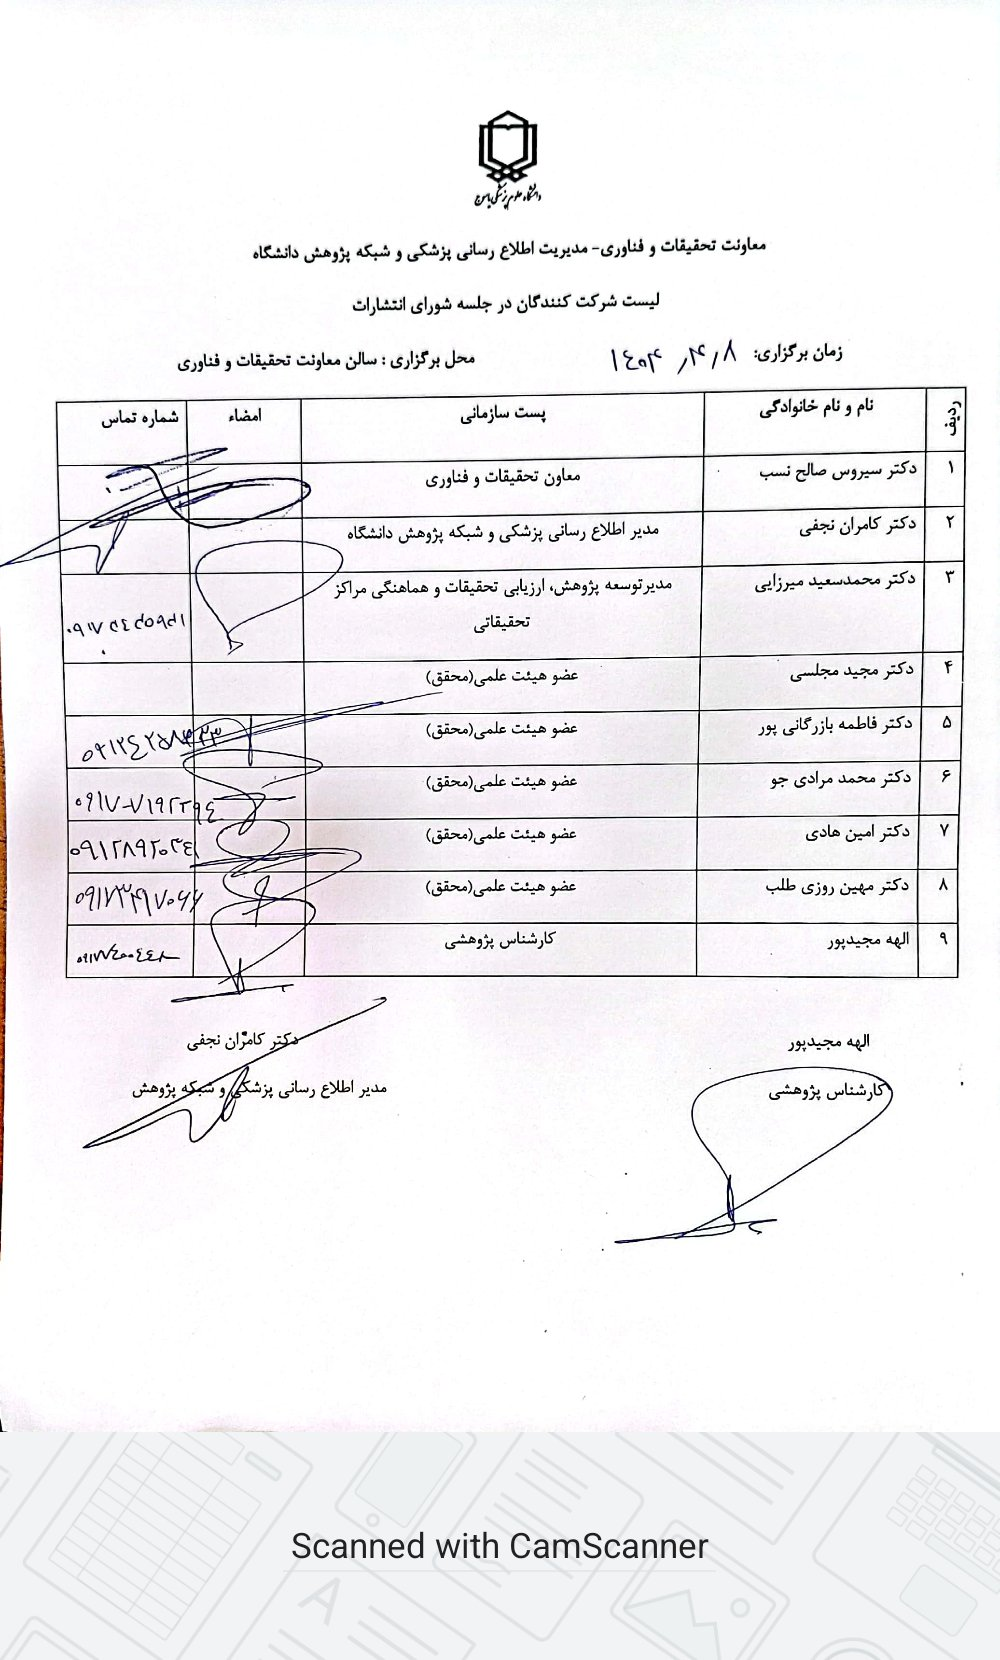 دانشگاه علوم پزشکی یاسوج
معاونت تحقیقات و فناوری- مدیریت اطلاع رسانی پزشکی و شبکه پژوهش دانشگاه
لیست شرکت کنندگان در جلسه شورای انتشارات
زمان برگزاری: ۱۴۰۴/۴/۸ محل برگزاری : سالن معاونت تحقیقات و فناوری
ردیف نام و نام خانوادگی پست سازمانی امضاء شماره تماس
۱ دکتر سیروس صالح نسب معاون تحقیقات و فناوری
۲ دکتر کامران نجفی مدیر اطلاع رسانی پزشکی و شبکه پژوهش دانشگاه
۳ دکتر محمدسعید میرزایی مدیرتوسعه پژوهش، ارزیابی تحقیقات و هماهنگی مراکز
تحقیقاتی
۴ دکتر مجید مجلسی عضو هیئت علمی(محقق)
۵ دکتر فاطمه بازرگانی پور عضو هیئت علمی(محقق)
۶ دکتر محمد مرادی جو عضو هیئت علمی(محقق)
۷ دکتر امین هادی عضو هیئت علمی(محقق)
۸ دکتر مهین روزی طلب عضو هیئت علمی(محقق)
۹ الهه مجیدپور کارشناس پژوهشی
الهه مجیدپور دکتر کامران نجفی
کارشناس پژوهشی مدیر اطلاع رسانی پزشکی و شبکه پژوهش
Scanned with CamScanner